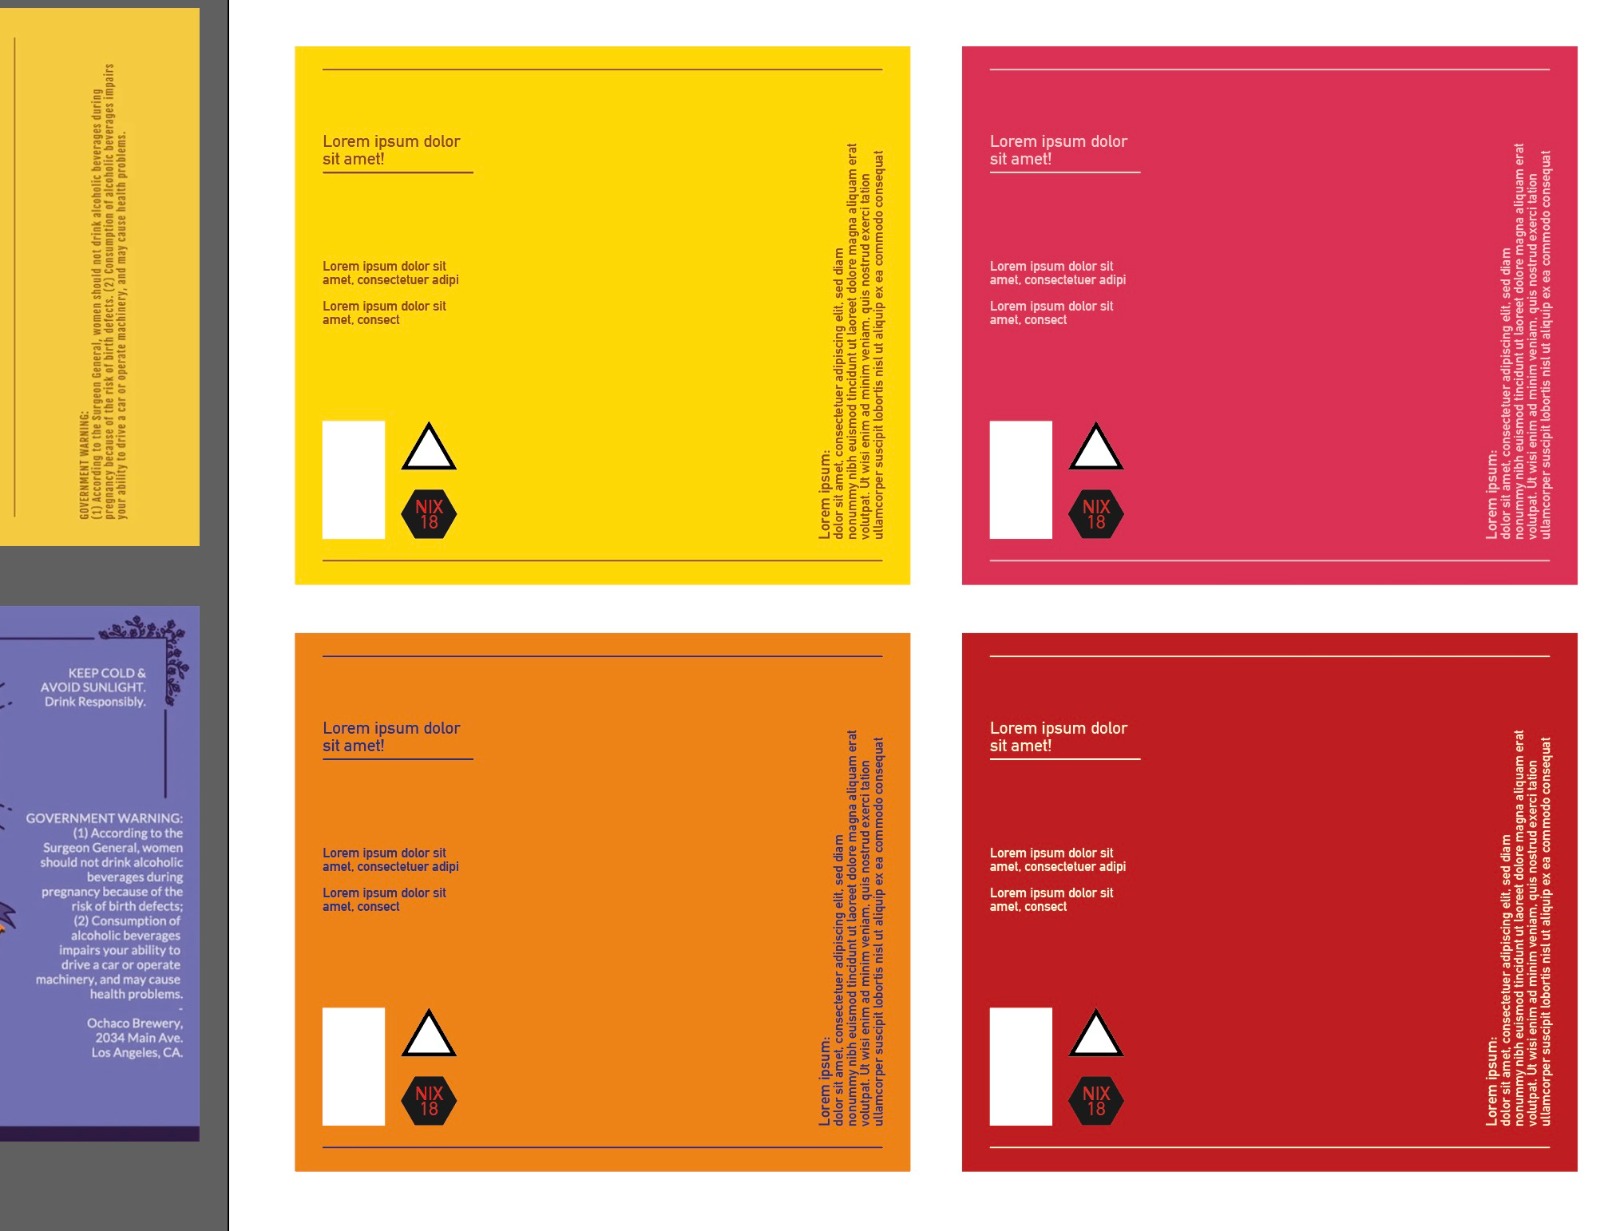 GOVERNMENT WARNING:
(1) According to the Surgeon General, women should not drink alcoholic beverages during
pregnancy because of the risk of birth defects. (2) Consumption of alcoholic beverages impairs
your ability to drive a car or operate machinery, and may cause health problems.
KEEP COLD &
AVOID SUNLIGHT.
Drink Responsibly.
GOVERNMENT WARNING:
(1) According to the
Surgeon General, women
should not drink alcoholic
beverages during
pregnancy because of the
risk of birth defects;
(2) Consumption of
alcoholic beverages
impairs your ability to
drive a car or operate
machinery, and may cause
health problems.
-
Ochaco Brewery,
2034 Main Ave.
Los Angeles, CA.
Lorem ipsum dolor
sit amet!
Lorem ipsum dolor sit
amet, consectetuer adipi
Lorem ipsum dolor sit
amet, consect
NIX
18
Lorem ipsum:
dolor sit amet, consectetuer adipiscing elit, sed diam
nonummy nibh euismod tincidunt ut laoreet dolore magna aliquam erat
volutpat. Ut wisi enim ad minim veniam, quis nostrud exerci tation
ullamcorper suscipit lobortis nisl ut aliquip ex ea commodo consequat
Lorem ipsum dolor
sit amet!
Lorem ipsum dolor sit
amet, consectetuer adipi
Lorem ipsum dolor sit
amet, consect
NIX
18
Lorem ipsum:
dolor sit amet, consectetuer adipiscing elit, sed diam
nonummy nibh euismod tincidunt ut laoreet dolore magna aliquam erat
volutpat. Ut wisi enim ad minim veniam, quis nostrud exerci tation
ullamcorper suscipit lobortis nisl ut aliquip ex ea commodo consequat
Lorem ipsum dolor
sit amet!
Lorem ipsum dolor sit
amet, consectetuer adipi
Lorem ipsum dolor sit
amet, consect
NIX
18
Lorem ipsum:
dolor sit amet, consectetuer adipiscing elit, sed diam
nonummy nibh euismod tincidunt ut laoreet dolore magna aliquam erat
volutpat. Ut wisi enim ad minim veniam, quis nostrud exerci tation
ullamcorper suscipit lobortis nisl ut aliquip ex ea commodo consequat
Lorem ipsum dolor
sit amet!
Lorem ipsum dolor sit
amet, consectetuer adipi
Lorem ipsum dolor sit
amet, consect
NIX
18
Lorem ipsum:
dolor sit amet, consectetuer adipiscing elit, sed diam
nonummy nibh euismod tincidunt ut laoreet dolore magna aliquam erat
volutpat. Ut wisi enim ad minim veniam, quis nostrud exerci tation
ullamcorper suscipit lobortis nisl ut aliquip ex ea commodo consequat